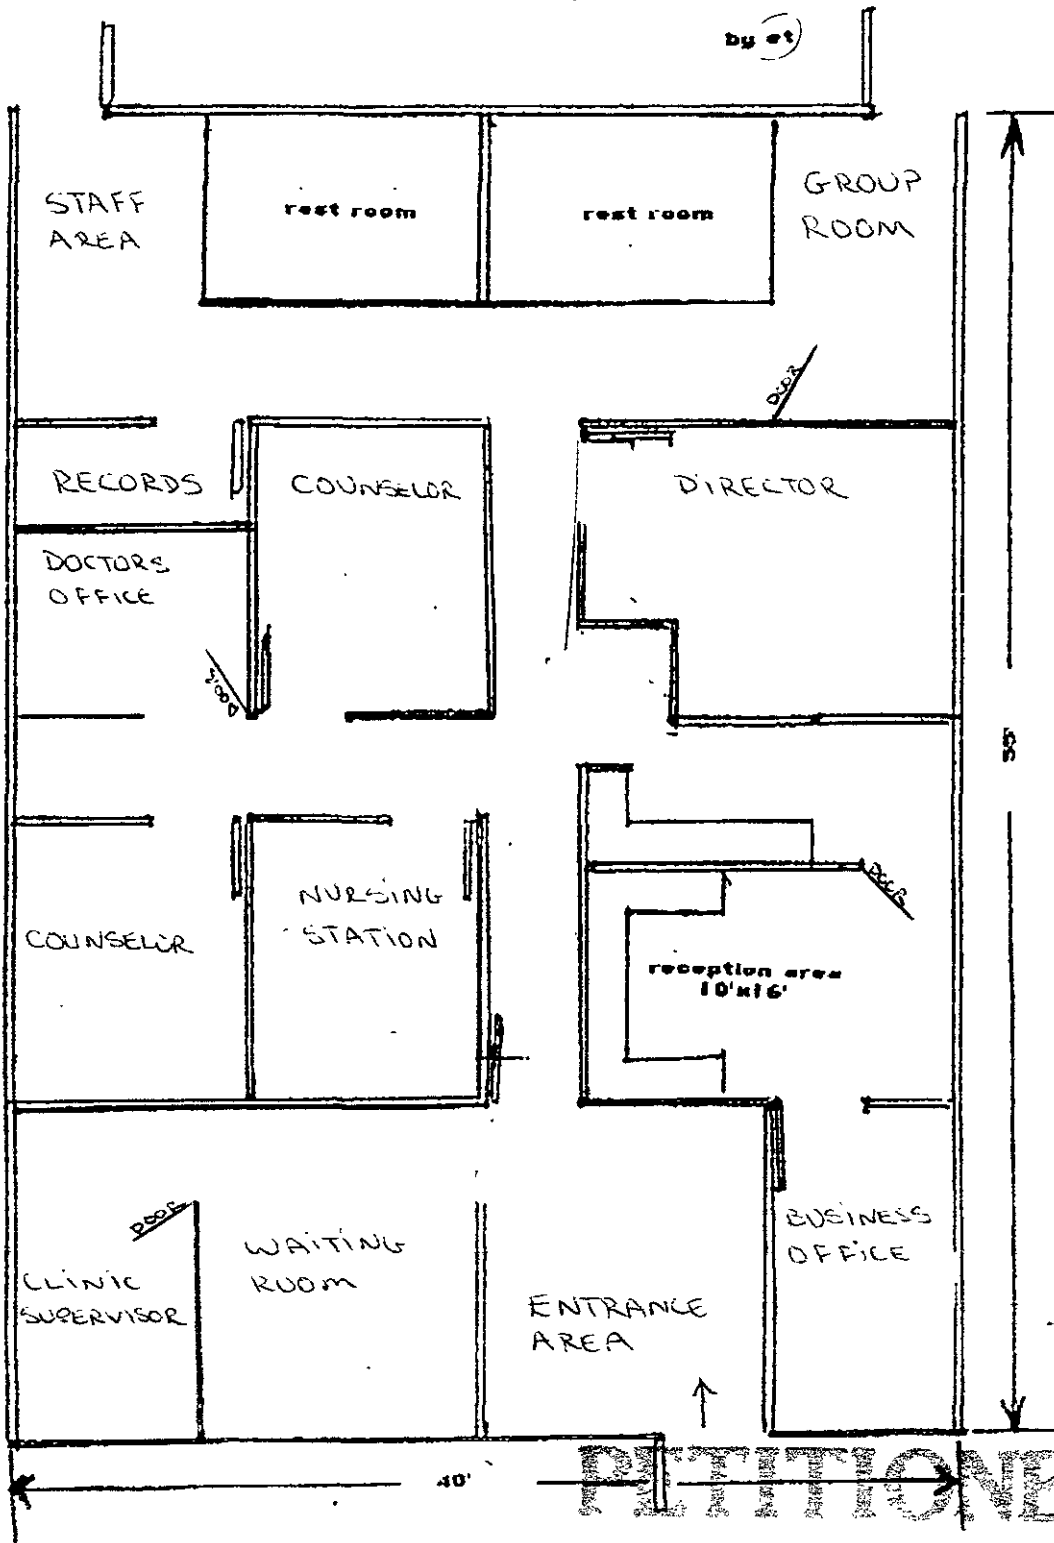 by et
STAFF
AREA
rest room
rest room
GROUP
ROOM
DOOR
RECORDS
COUNSELOR
DIRECTOR
DOCTORS
OFFICE
DOOR
55'
COUNSELOR
NURSING
STATION
DOOR
reception area
10'x16'
DOOR
WAITING
ROOM
BUSINESS
OFFICE
CLINIC
SUPERVISOR
ENTRANCE
AREA
40'
PETITIONE